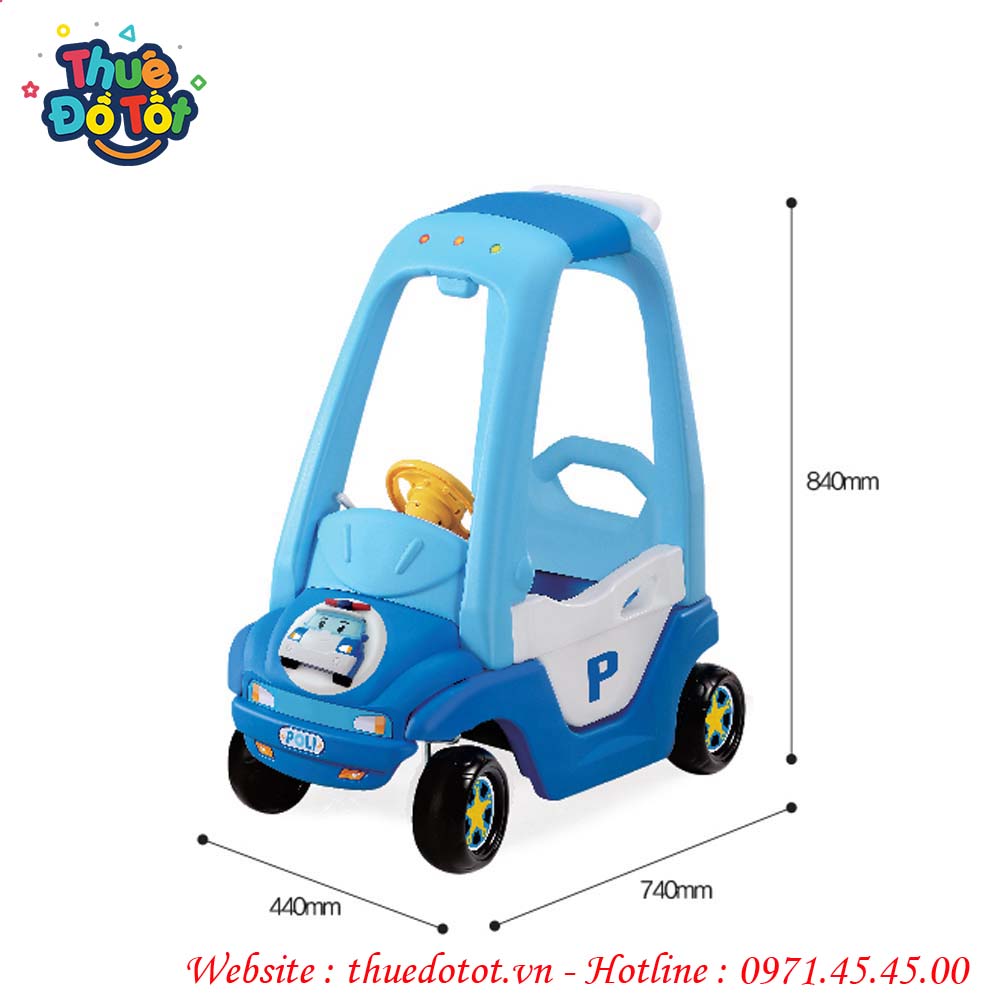 Thuê
Đồ Tốt
840mm
P
POLI
740mm
440mm
Website : thuedotot.vn - Hotline : 0971.45.45.00